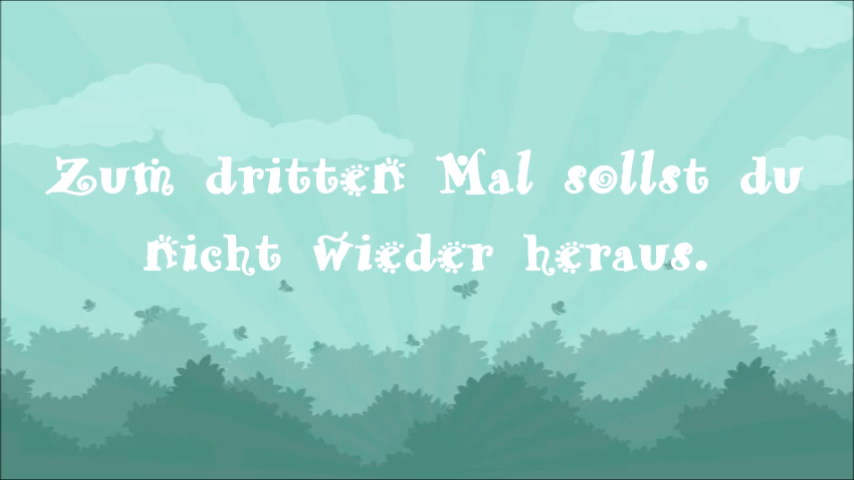 Zum dritten Mal sollst du
nicht wieder heraus.